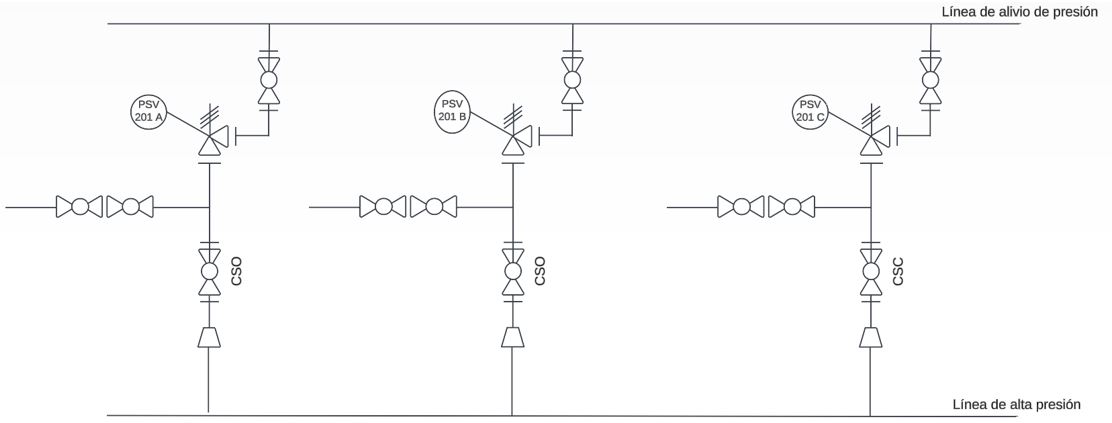 Línea de alivio de presión
PSV
201 A
PSV
201 B
PSV
201 C
CSO
CSO
CSC
Línea de alta presión